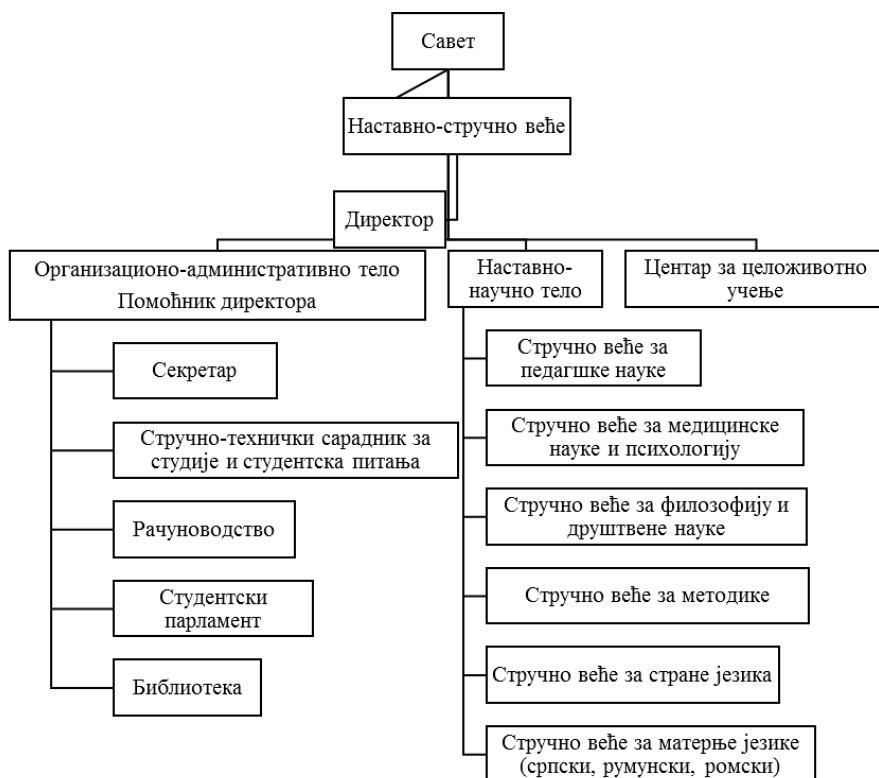 Савет
Наставно-стручно веће
Директор
Организационо-административно тело
Помоћник директора
Наставно-
научно тело
Центар за целоживотно
учење
Секретар
Стручно-технички сарадник за
студије и студентска питања
Рачуноводство
Студентски
парламент
Библиотека
Стручно веће за
педагшке науке
Стручно веће за медицинске
науке и психологију
Стручно веће за филозофију и
друштвене науке
Стручно веће за методике
Стручно веће за стране језика
Стручно веће за матерње језике
(српски, румунски, ромски)